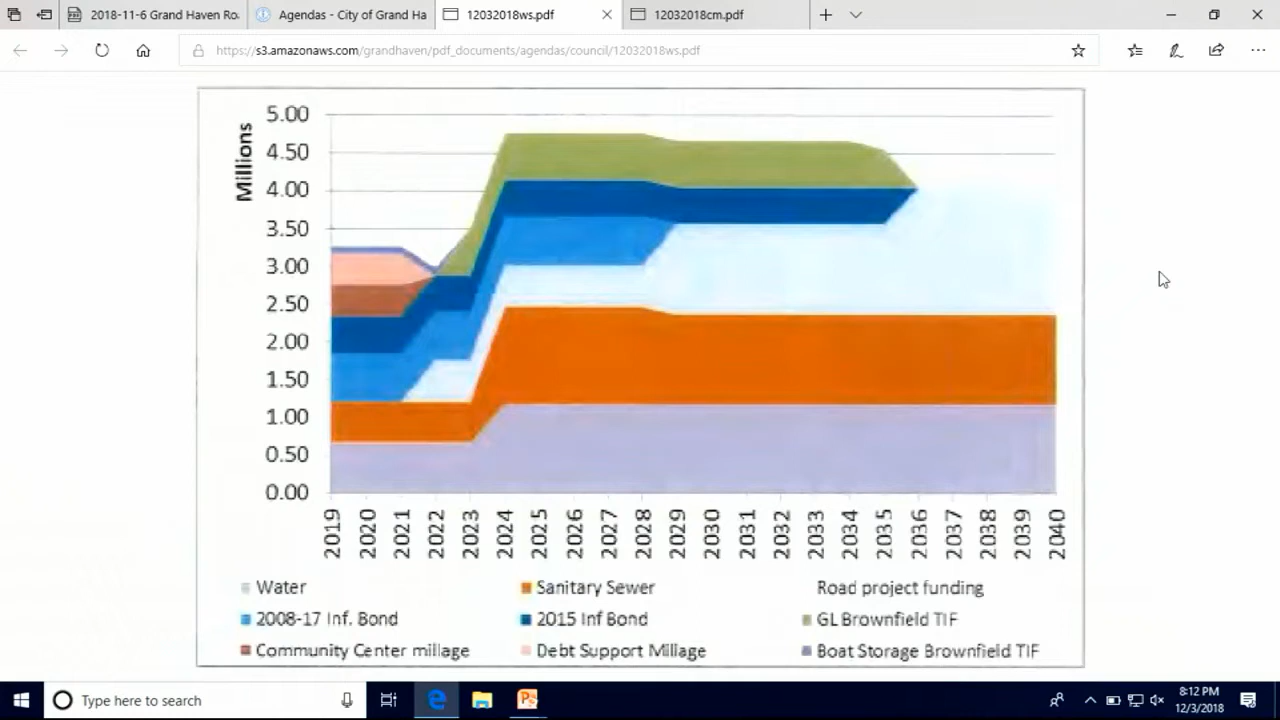 2018-11-6 Grand Haven Ro
Agendas - City of Grand Ha
12032018ws.pdf
12032018cm.pdf
https://s3.amazonaws.com/grandhaven/pdf_documents/agendas/council/12032018ws.pdf
Millions
5.00
4.50
4.00
3.50
3.00
2.50
2.00
1.50
1.00
0.50
0.00
2019 2020 2021 2022 2023 2024 2025 2026 2027 2028 2029 2030 2031 2032 2033 2034 2035 2036 2037 2038 2039 2040
Water Sanitary Sewer Road project funding
2008-17 Inf. Bond 2015 Inf Bond GL Brownfield TIF
Community Center millage Debt Support Millage Boat Storage Brownfield TIF
Type here to search
8:12 PM
12/3/2018